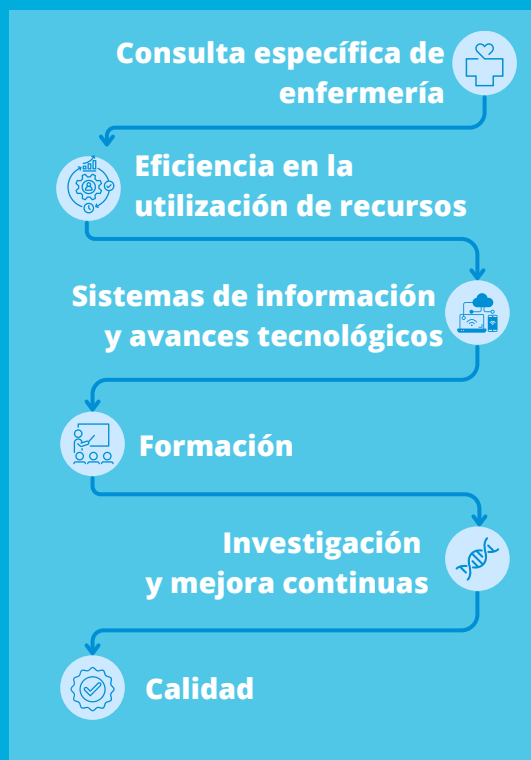 Consulta específica de
enfermería
Eficiencia en la
utilización de recursos
Sistemas de información
y avances tecnológicos
Formación
Investigación
y mejora continuas
Calidad